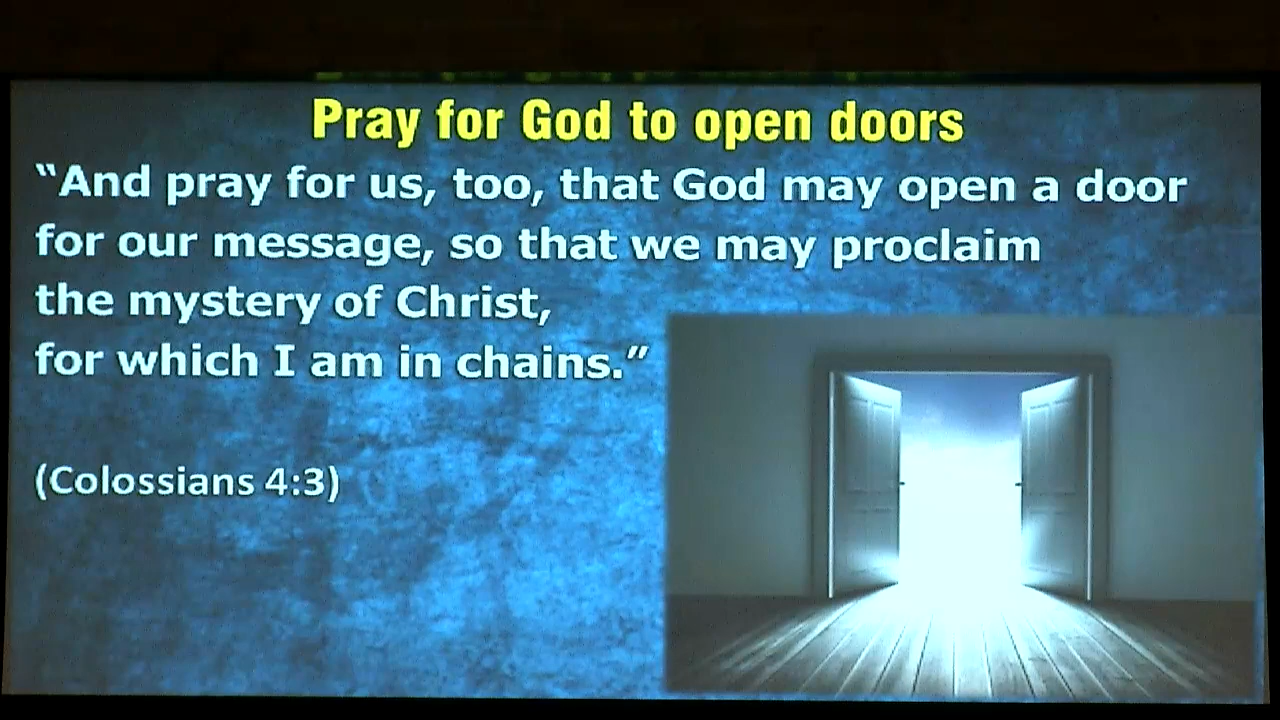 Pray for God to open doors
“And pray for us, too, that God may open a door
for our message, so that we may proclaim
the mystery of Christ,
for which I am in chains.”
(Colossians 4:3)